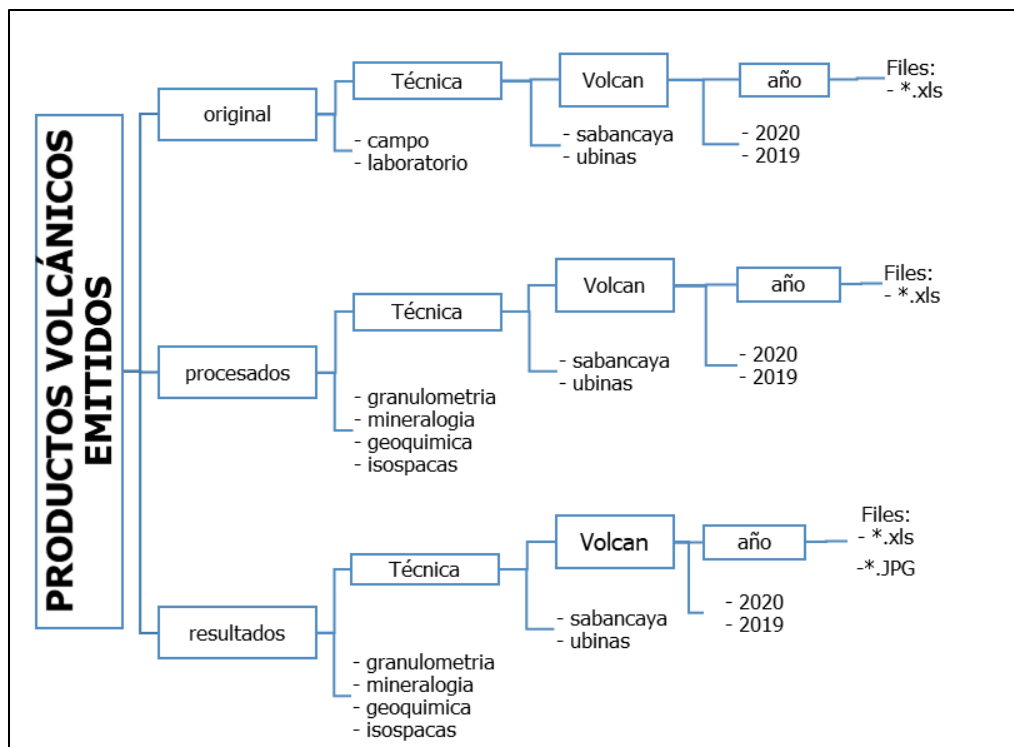 PRODUCTOS VOLCÁNICOS
EMITIDOS
original
Técnica
- campo
- laboratorio
Volcan
- sabancaya
- ubinas
año
- 2020
- 2019
Files:
- *.xls
procesados
Técnica
- granulometria
- mineralogia
- geoquimica
- isospacas
Volcan
- sabancaya
- ubinas
año
- 2020
- 2019
Files:
- *.xls
resultados
Técnica
- granulometria
- mineralogia
- geoquimica
- isospacas
Volcan
- sabancaya
- ubinas
año
- 2020
- 2019
Files:
- *.xls
-*.JPG